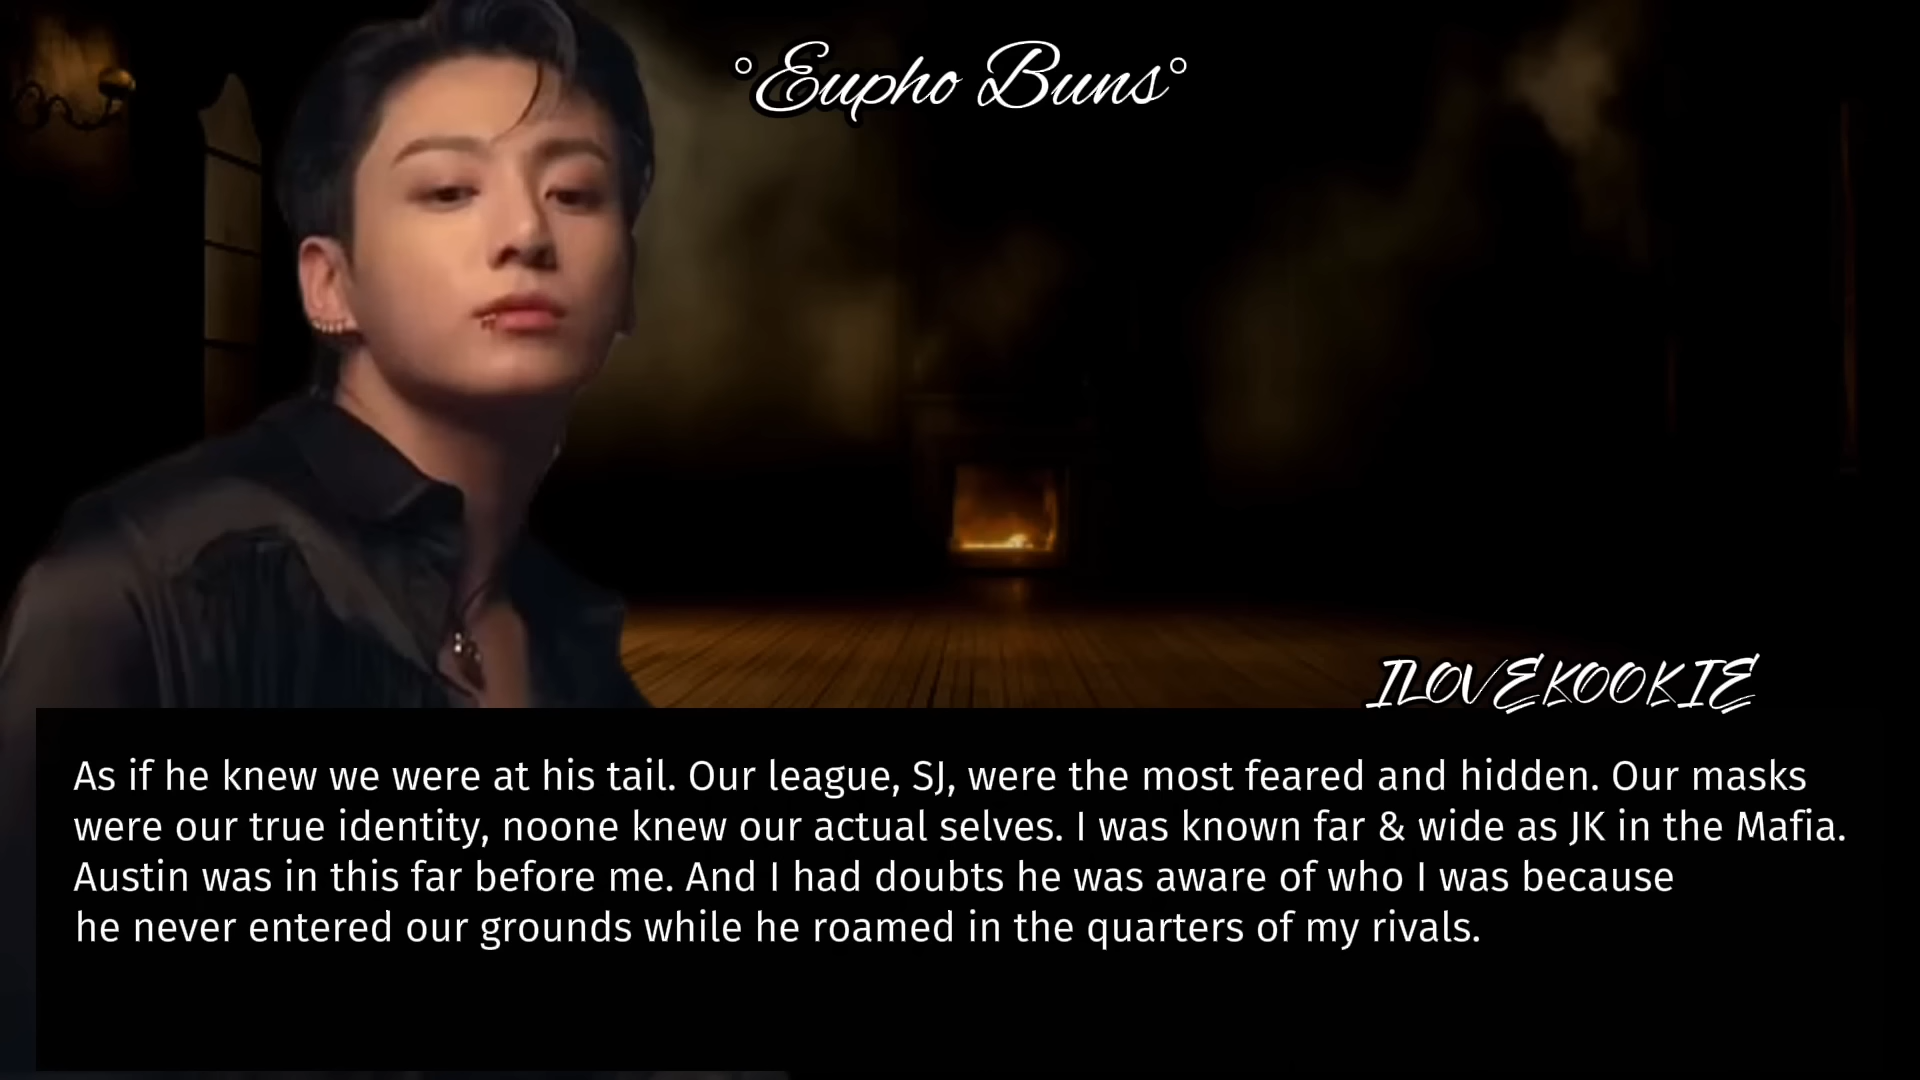 °Eupho Buns°
ILOVEKOOKIE
As if he knew we were at his tail. Our league, SJ, were the most feared and hidden. Our masks
were our true identity, noone knew our actual selves. I was known far & wide as JK in the Mafia.
Austin was in this far before me. And I had doubts he was aware of who I was because
he never entered our grounds while he roamed in the quarters of my rivals.